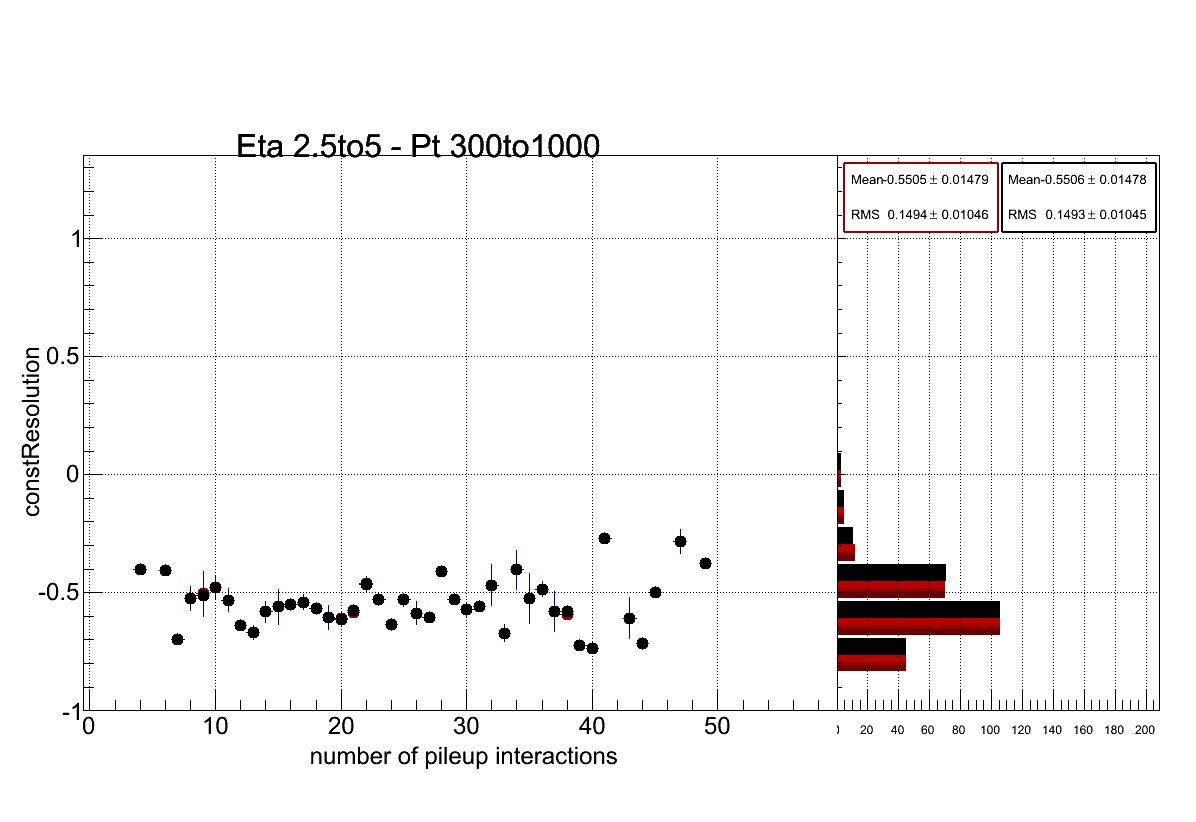 Eta 2.5to5 - Pt 300to1000
Mean-0.5505 ± 0.01479
RMS 0.1494 ± 0.01046
Mean-0.5506 ± 0.01478
RMS 0.1493 ± 0.01045
constResolution
1
0.5
0
-0.5
-1
0 10 20 30 40 50
number of pileup interactions
20 40 60 80 100 120 140 160 180 200